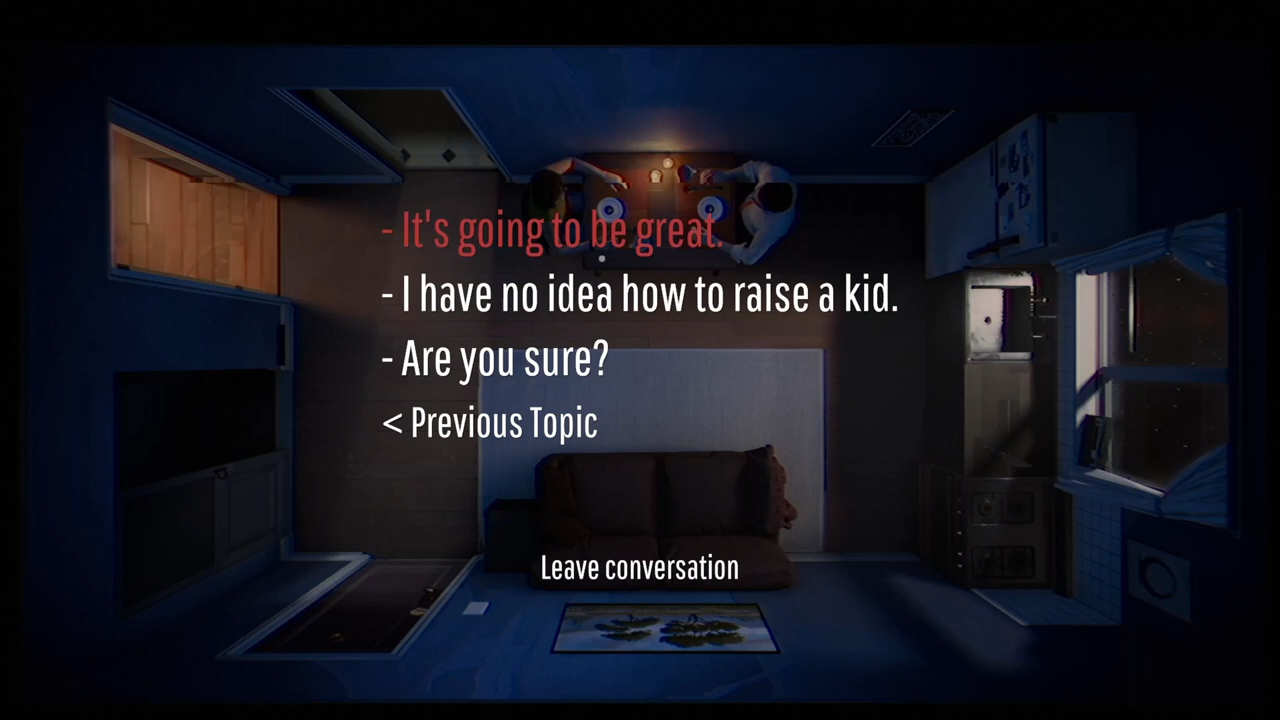 - It's going to be great.
- I have no idea how to raise a kid.
- Are you sure?
< Previous Topic
Leave conversation